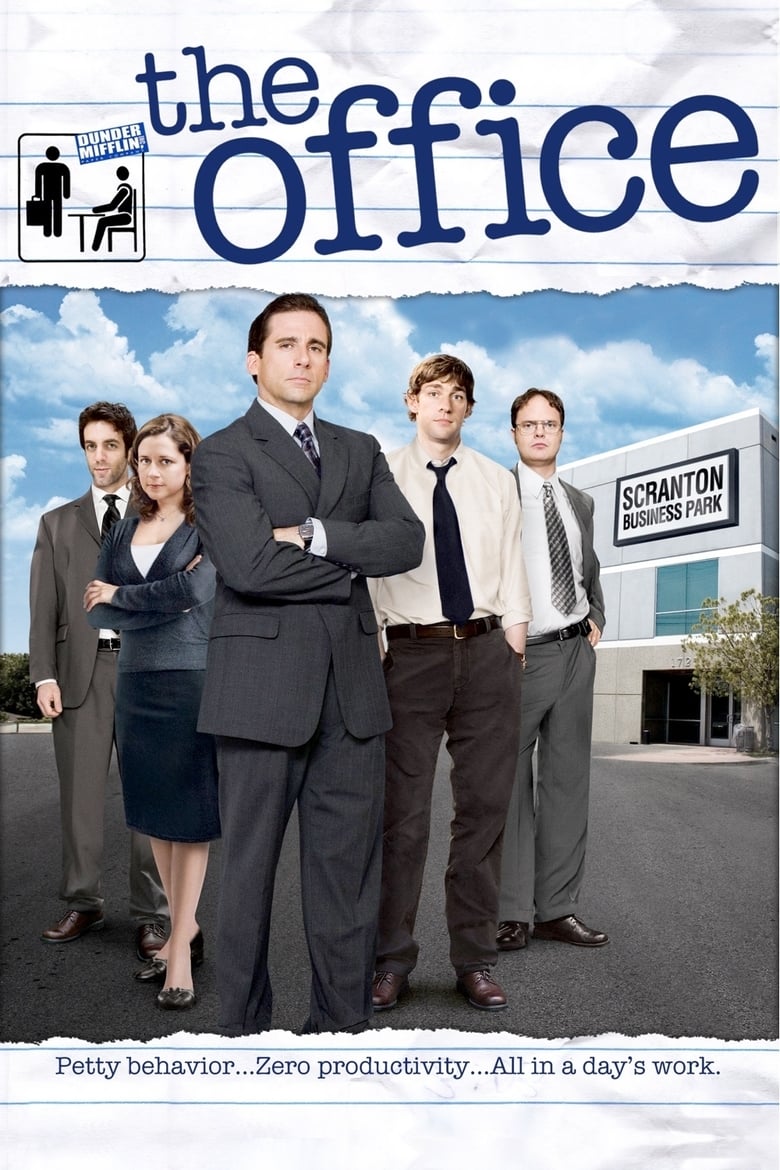 the
office
DUNDER
MIFFLIN
SCRANTON
BUSINESS PARK
Petty behavior...Zero productivity...All in a day's work.